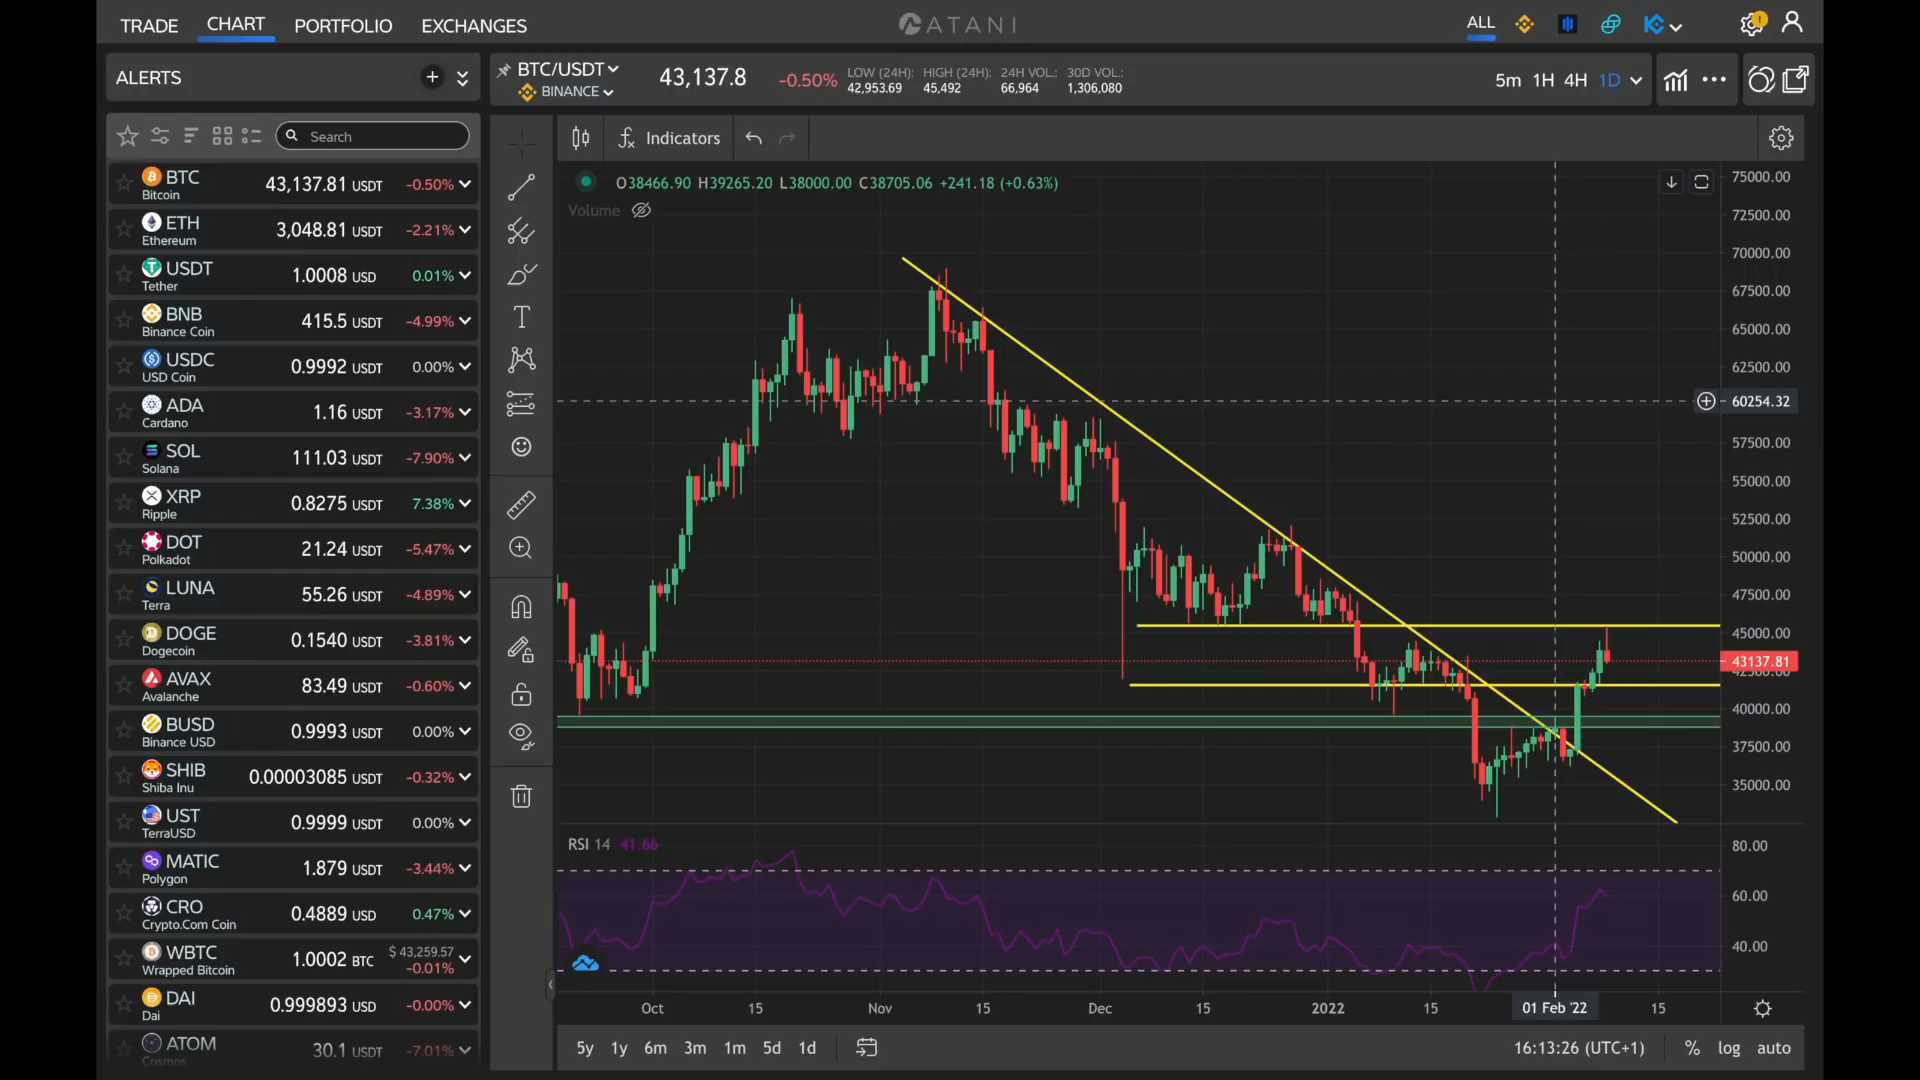 TRADE CHART PORTFOLIO EXCHANGES
ATANI
ALL
ALERTS
Search
BTC 43,137.81 USDT -0.50%
Bitcoin
ETH 3,048.81 USDT -2.21%
Ethereum
USDT 1.0008 USD 0.01%
Tether
BNB 415.5 USDT -4.99%
Binance Coin
USDC 0.9992 USDT 0.00%
USD Coin
ADA 1.16 USDT -3.17%
Cardano
SOL 111.03 USDT -7.90%
Solana
XRP 0.8275 USDT 7.38%
Ripple
DOT 21.24 USDT -5.47%
Polkadot
LUNA 55.26 USDT -4.89%
Terra
DOGE 0.1540 USDT -3.81%
Dogecoin
AVAX 83.49 USDT -0.60%
Avalanche
BUSD 0.9993 USDT 0.00%
Binance USD
SHIB 0.00003085 USDT -0.32%
Shiba Inu
UST 0.9999 USDT 0.00%
TerraUSD
MATIC 1.879 USDT -3.44%
Polygon
CRO 0.4889 USD 0.47%
Crypto.Com Coin
WBTC 1.0002 BTC $ 43,259.57
Wrapped Bitcoin -0.01%
DAI 0.999893 USD -0.00%
Dai
ATOM 30.1 USDT -7.01%
Cosmos
BTC/USDT 43,137.8 -0.50%
BINANCE
LOW (24H): HIGH (24H): 24H VOL.: 30D VOL.:
42,953.69 45,492 66,964 1,306,080
5m 1H 4H 1D
Indicators
O38466.90 H39265.20 L38000.00 C38705.06 +241.18 (+0.63%)
Volume
75000.00
72500.00
70000.00
67500.00
65000.00
62500.00
60254.32
57500.00
55000.00
52500.00
50000.00
47500.00
45000.00
43137.81
42500.00
40000.00
37500.00
35000.00
RSI 14 41.66
80.00
60.00
40.00
Oct 15 Nov 15 Dec 15 2022 15 01 Feb '22 15
5y 1y 6m 3m 1m 5d 1d
16:13:26 (UTC+1) % log auto